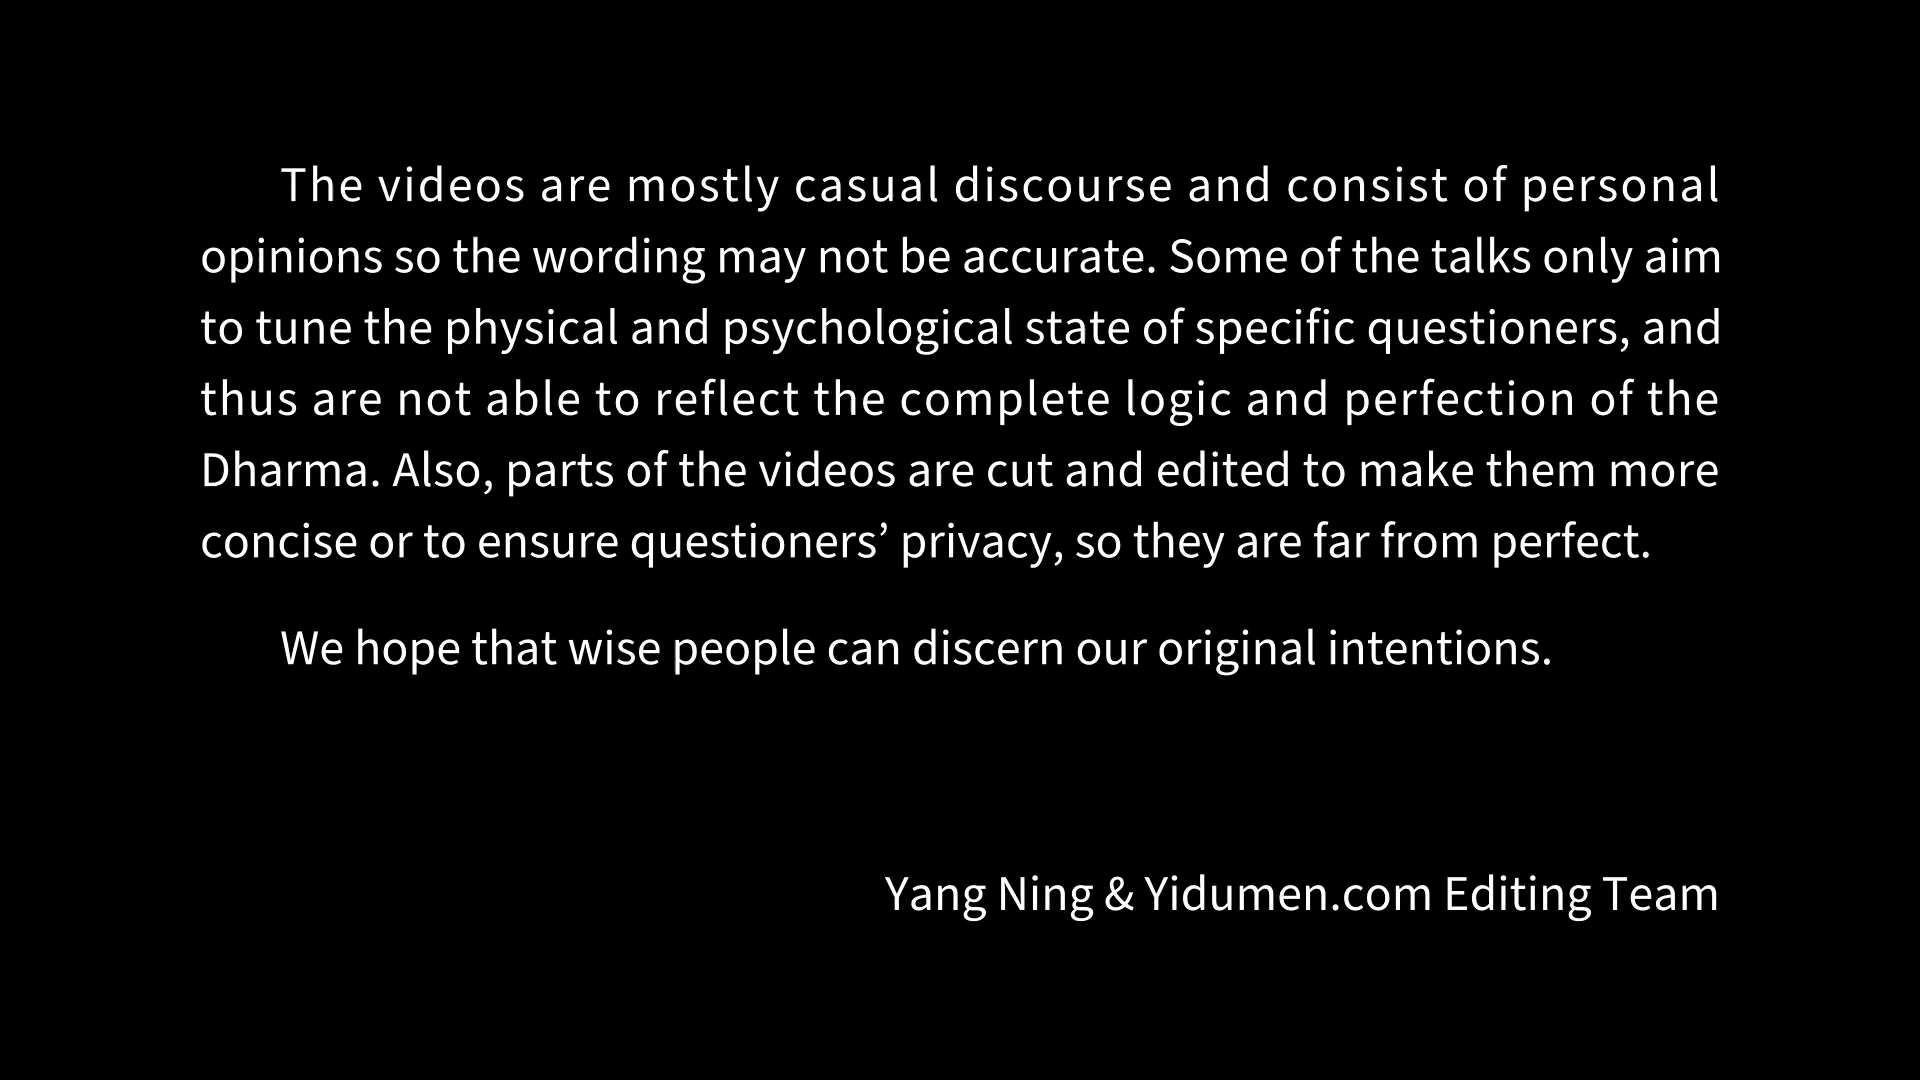 The videos are mostly casual discourse and consist of personal
opinions so the wording may not be accurate. Some of the talks only aim
to tune the physical and psychological state of specific questioners, and
thus are not able to reflect the complete logic and perfection of the
Dharma. Also, parts of the videos are cut and edited to make them more
concise or to ensure questioners’ privacy, so they are far from perfect.
We hope that wise people can discern our original intentions.
Yang Ning & Yidumen.com Editing Team